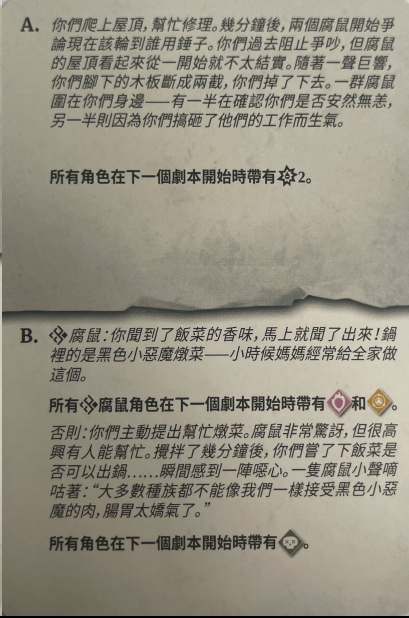 A. 你們爬上屋頂，幫忙修理。幾分鐘後，兩個腐鼠開始爭
論現在該輪到誰用錘子。你們過去阻止爭吵，但腐鼠
的屋頂看起來從一開始就不太結實。隨著一聲巨響，
你們腳下的木板斷成兩截，你們掉了下去。一群腐鼠
圍在你們身邊——有一半在確認你們是否安然無恙，
另一半則因為你們搞砸了他們的工作而生氣。
所有角色在下一個劇本開始時帶有2。
B. 腐鼠：你聞到了飯菜的香味，馬上就聞了出來！鍋
裡的是黑色小惡魔燉菜——小時候媽媽經常給全家做
這個。
所有腐鼠角色在下一個劇本開始時帶有和。
否則：你們主動提出幫忙燉菜。腐鼠非常驚訝，但很高
興有人能幫忙。攪拌了幾分鐘後，你們嘗了下飯菜是
否可以出鍋……瞬間感到一陣噁心。一隻腐鼠小聲嘀
咕著：“大多數種族都不能像我們一樣接受黑色小惡
魔的肉，腸胃太嬌氣了。”
所有角色在下一個劇本開始時帶有。